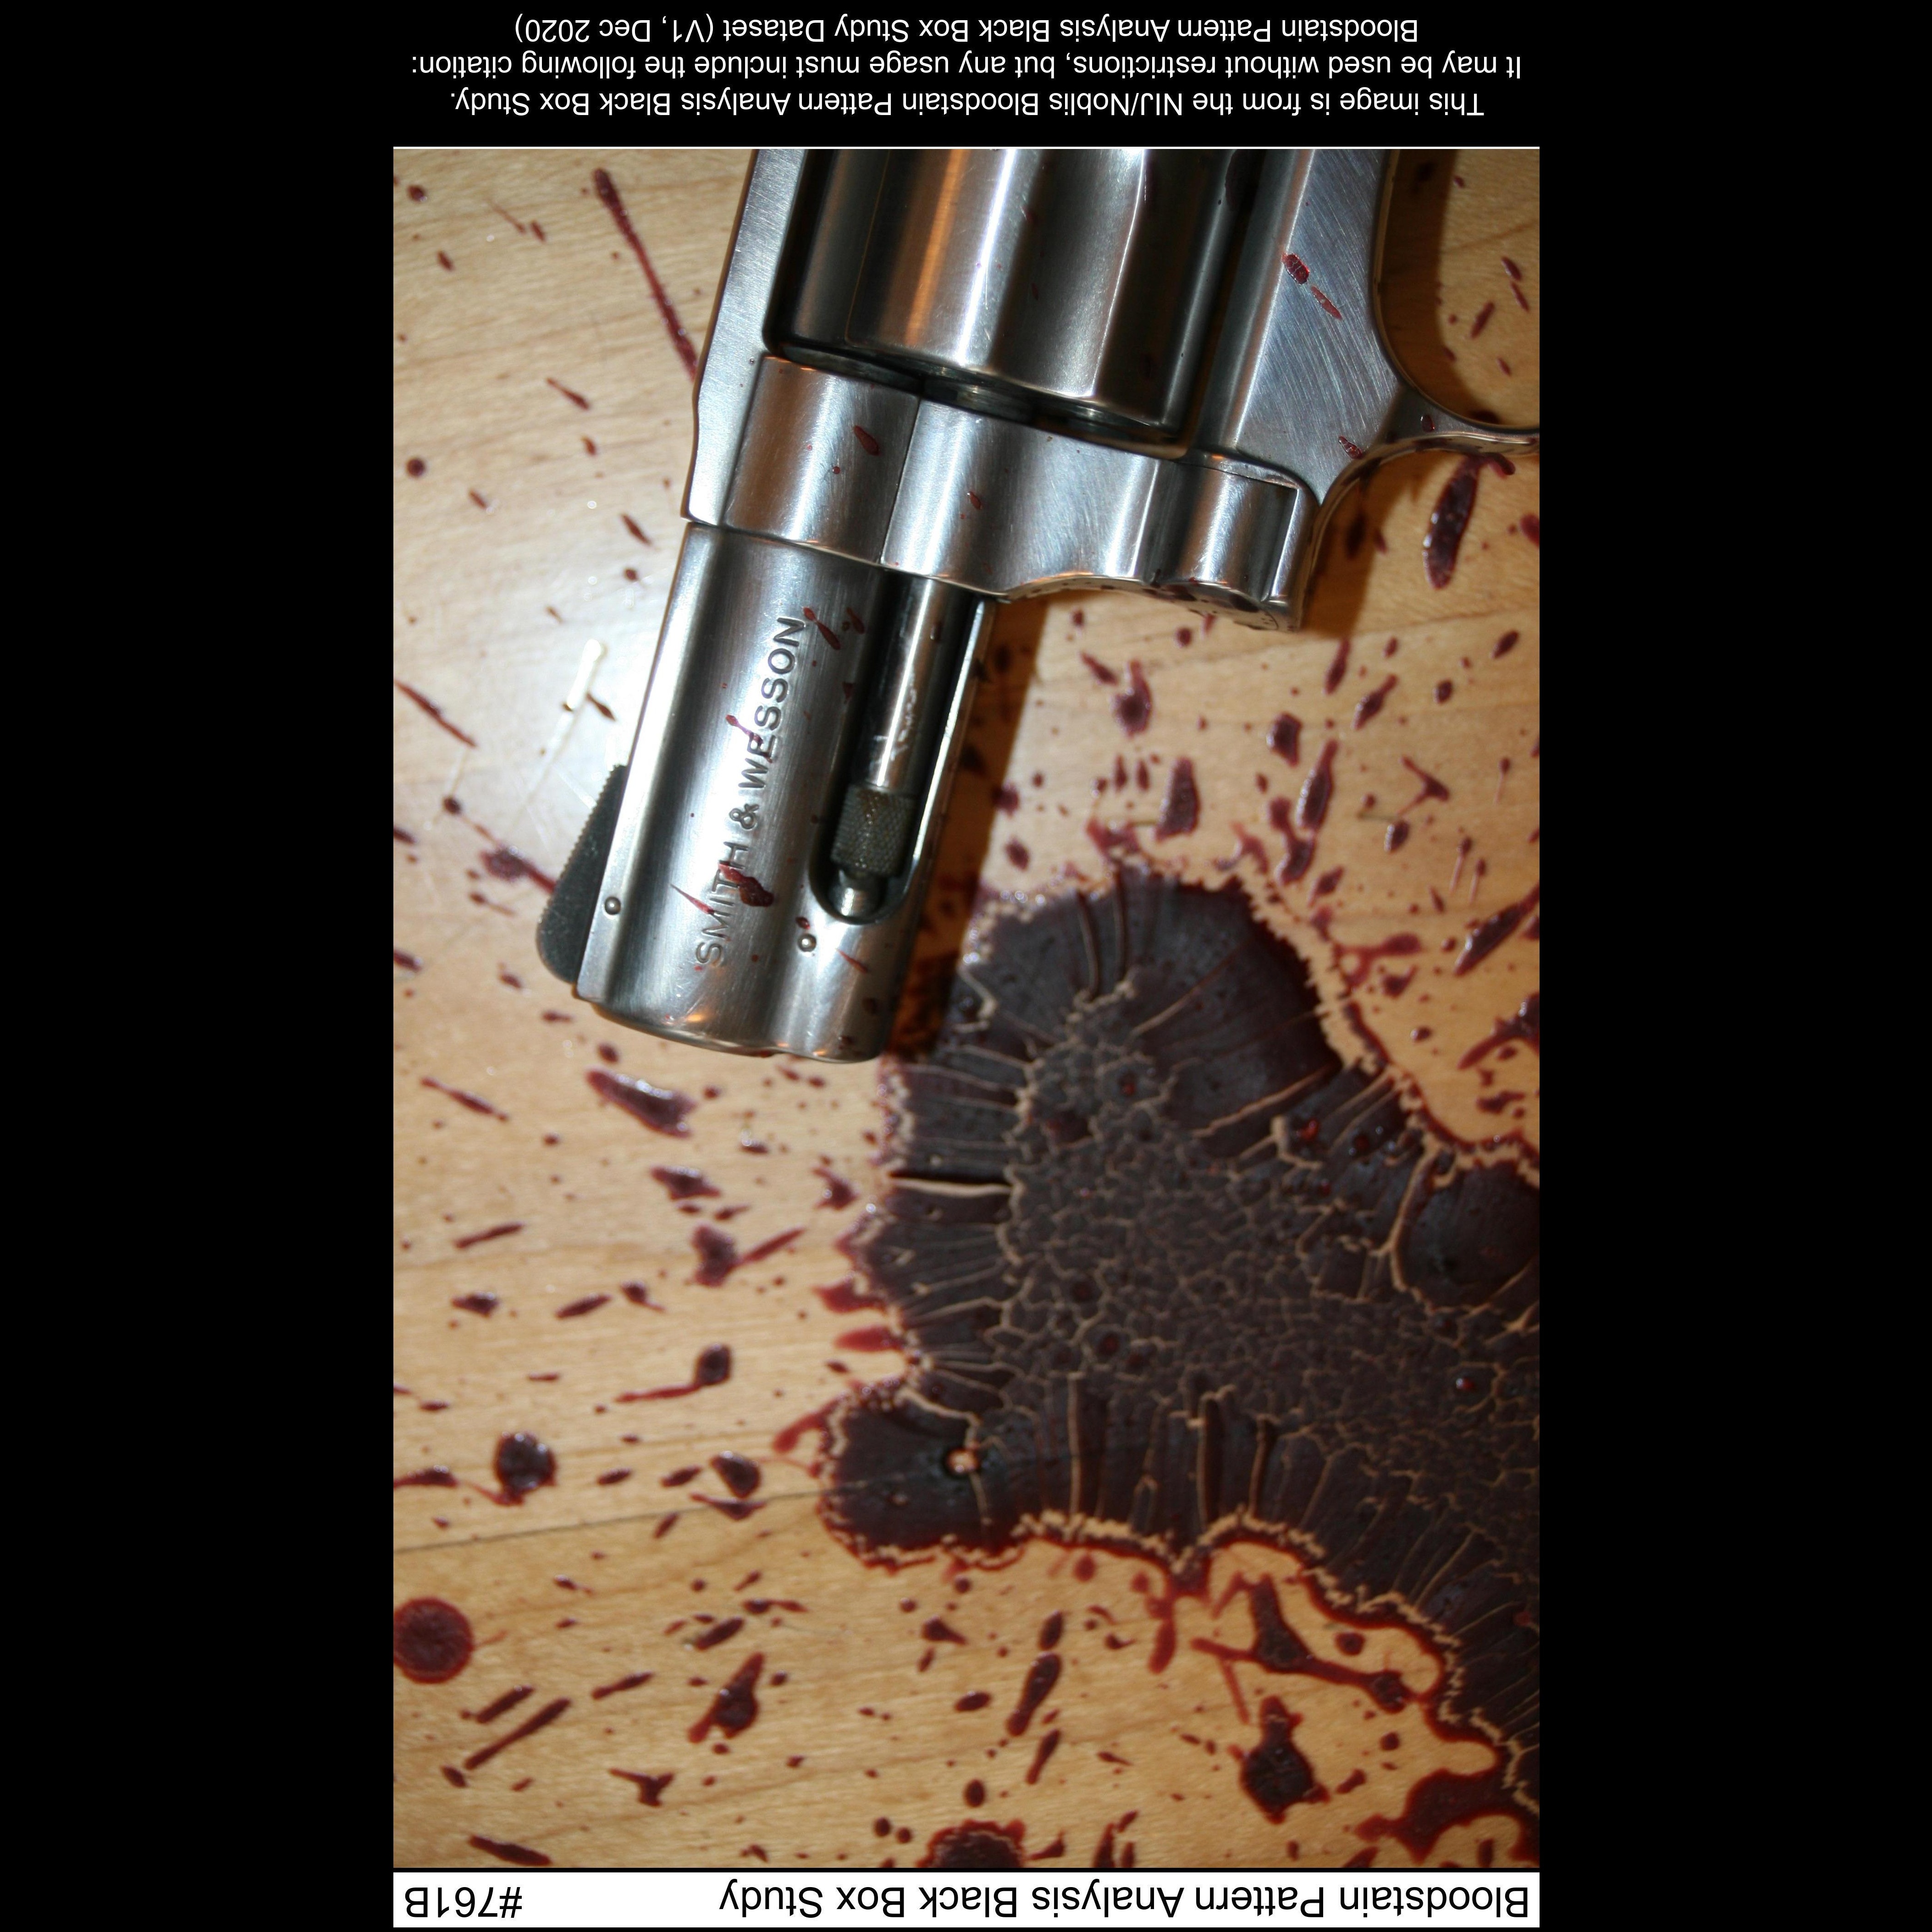 Bloodstain Pattern Analysis Black Box Study #761B
SMITH & WESSON
This image is from the NIJ/Noblis Bloodstain Pattern Analysis Black Box Study.
It may be used without restrictions, but any usage must include the following citation:
Bloodstain Pattern Analysis Black Box Study Dataset (V1, Dec 2020)